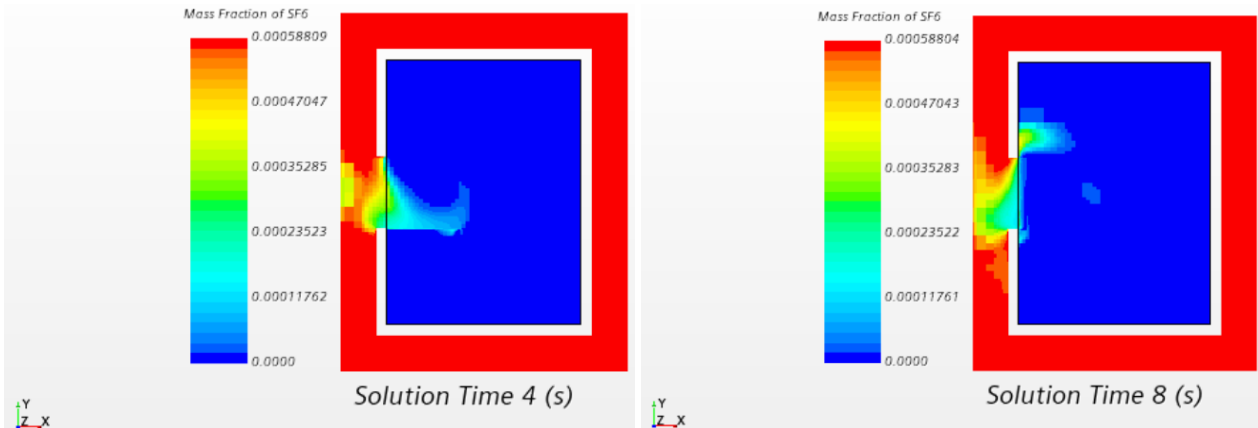 Mass Fraction of SF6
0.00058809
0.00047047
0.00035285
0.00023523
0.00011762
0.0000
Solution Time 4 (s)
Y
Z X
Mass Fraction of SF6
0.00058804
0.00047043
0.00035283
0.00023522
0.00011761
0.0000
Solution Time 8 (s)
Y
Z X